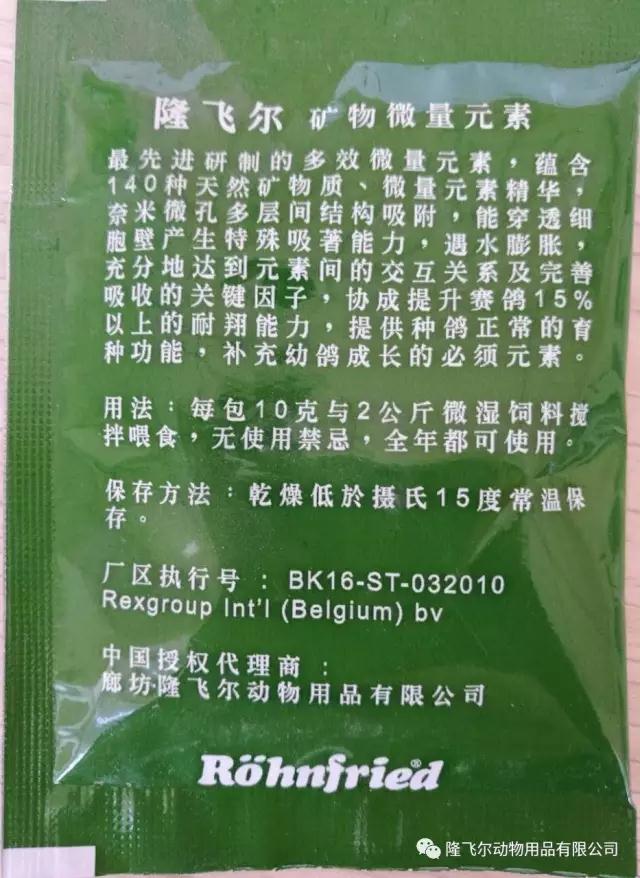 隆飞尔 矿物微量元素
最先进研制的多效微量元素，蕴含
140种天然矿物质、微量元素精华，
奈米微孔多层间结构吸附，能穿透细
胞壁产生特殊吸著能力，遇水膨胀，
充分地达到元素间的交互关系及完善
吸收的关键因子，协成提升赛鸽15%
以上的耐翔能力，提供种鸽正常的育
种功能，补充幼鸽成长的必须元素。
用法：每包10克与2公斤微湿饲料搅
拌喂食，无使用禁忌，全年都可使用。
保存方法：乾燥低於摄氏15度常温保
存。
厂区执行号：BK16-ST-032010
Rexgroup Int'l (Belgium) bv
中国授权代理商：
廊坊·隆飞尔动物用品有限公司
Röhnfried®
隆飞尔动物用品有限公司